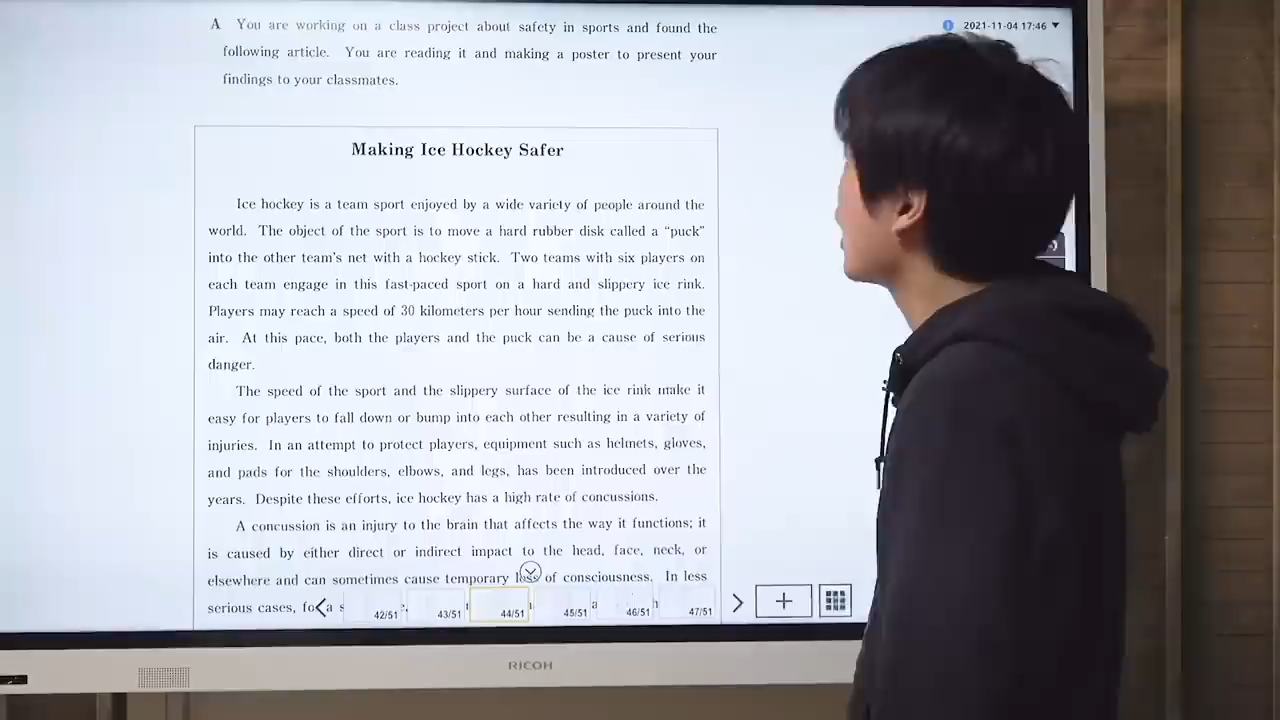 A You are working on a class project about safety in sports and found the
following article. You are reading it and making a poster to present your
findings to your classmates.
2021-11-04 17:46
Making Ice Hockey Safer
Ice hockey is a team sport enjoyed by a wide variety of people around the
world. The object of the sport is to move a hard rubber disk called a “puck”
into the other team's net with a hockey stick. Two teams with six players on
each team engage in this fast-paced sport on a hard and slippery ice rink.
Players may reach a speed of 30 kilometers per hour sending the puck into the
air. At this pace, both the players and the puck can be a cause of serious
danger.
The speed of the sport and the slippery surface of the ice rink make it
easy for players to fall down or bump into each other resulting in a variety of
injuries. In an attempt to protect players, equipment such as helmets, gloves,
and pads for the shoulders, elbows, and legs, has been introduced over the
years. Despite these efforts, ice hockey has a high rate of concussions.
A concussion is an injury to the brain that affects the way it functions; it
is caused by either direct or indirect impact to the head, face, neck, or
elsewhere and can sometimes cause temporary loss of consciousness. In less
serious cases, for a
42/51 43/51 44/51 45/51 46/51 47/51
RICOH